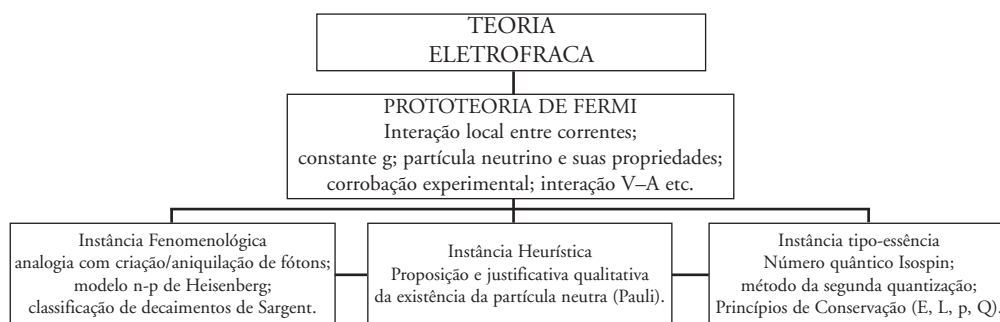 TEORIA
ELETROFRACA
PROTOTEORIA DE FERMI
Interação local entre correntes;
constante g; partícula neutrino e suas propriedades;
corrobação experimental; interação V–A etc.
Instância Fenomenológica
analogia com criação/aniquilação de fótons;
modelo n-p de Heisenberg;
classificação de decaimentos de Sargent.
Instância Heurística
Proposição e justificativa qualitativa
da existência da partícula neutra (Pauli).
Instância tipo-essência
Número quântico Isospin;
método da segunda quantização;
Princípios de Conservação (E, L, p, Q).